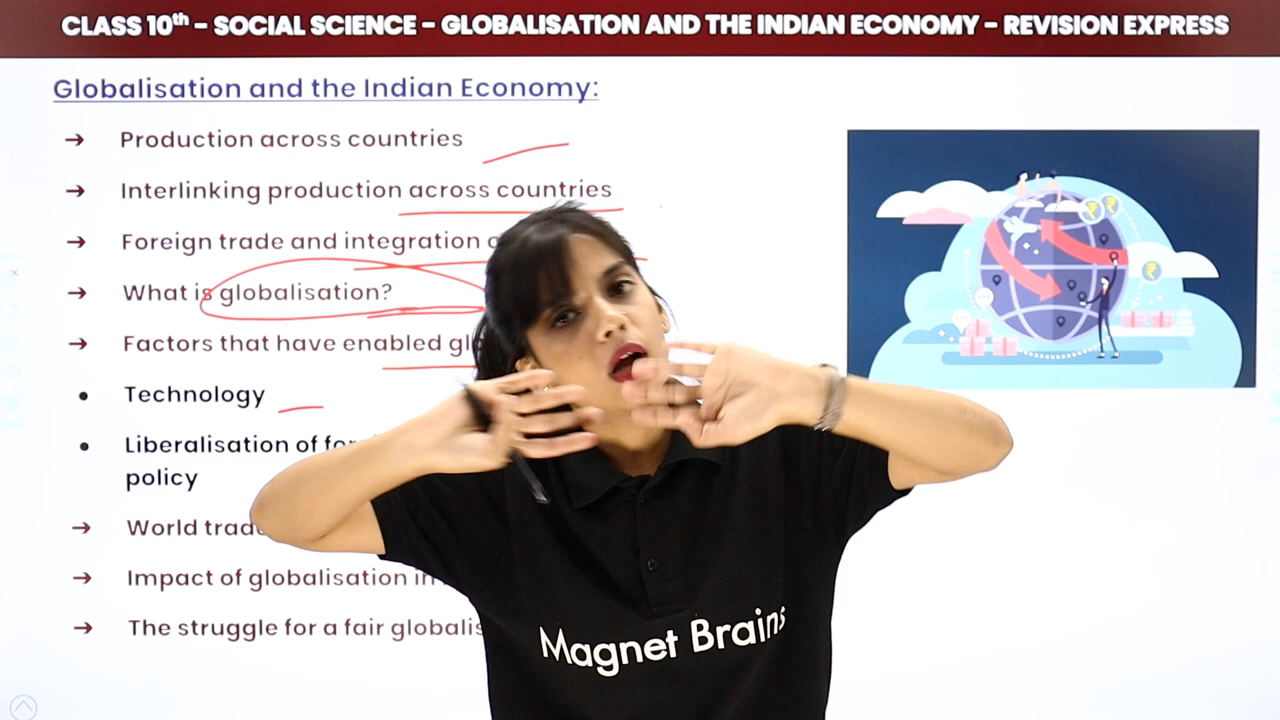 CLASS 10th – SOCIAL SCIENCE – GLOBALISATION AND THE INDIAN ECONOMY – REVISION EXPRESS
Globalisation and the Indian Economy:
➔ Production across countries
➔ Interlinking production across countries
➔ Foreign trade and integration
➔ What is globalisation?
➔ Factors that have enabled
● Technology
● Liberalisation of
policy
➔ World
➔ Impact of globalisation
➔ The struggle for a fair
Magnet Brains